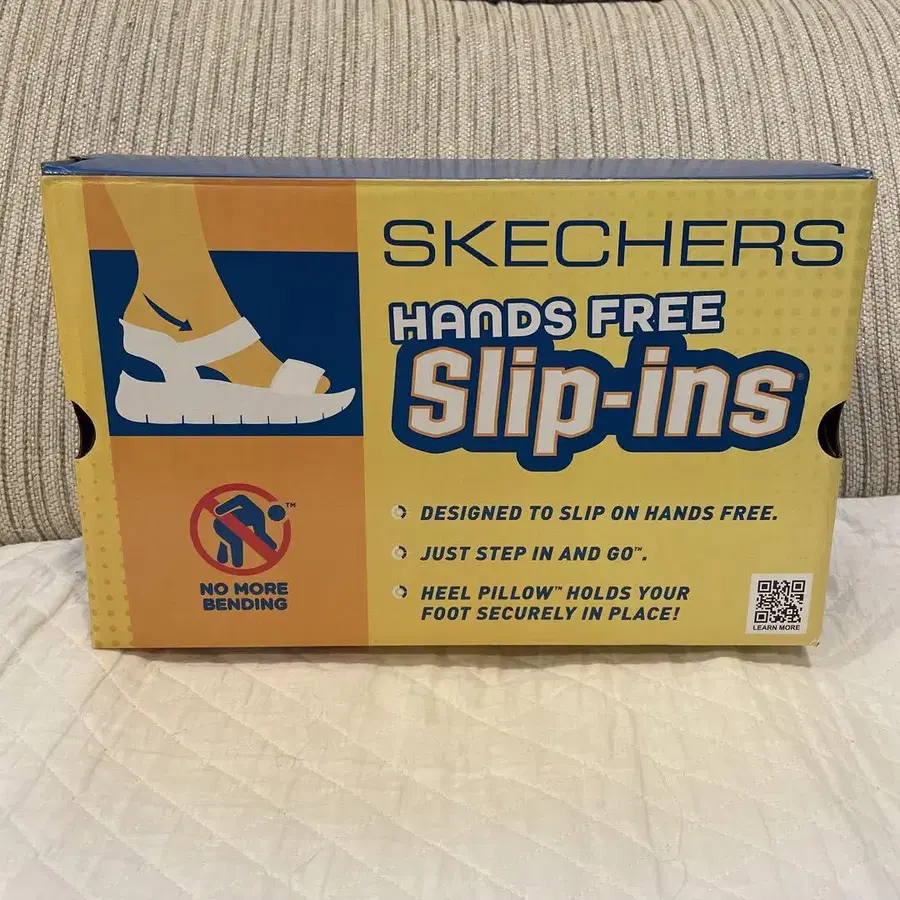 SKECHERS
HANDS FREE
Slip-ins®
DESIGNED TO SLIP ON HANDS FREE.
JUST STEP IN AND GO™.
HEEL PILLOW™ HOLDS YOUR
FOOT SECURELY IN PLACE!
™
NO MORE
BENDING
LEARN MORE